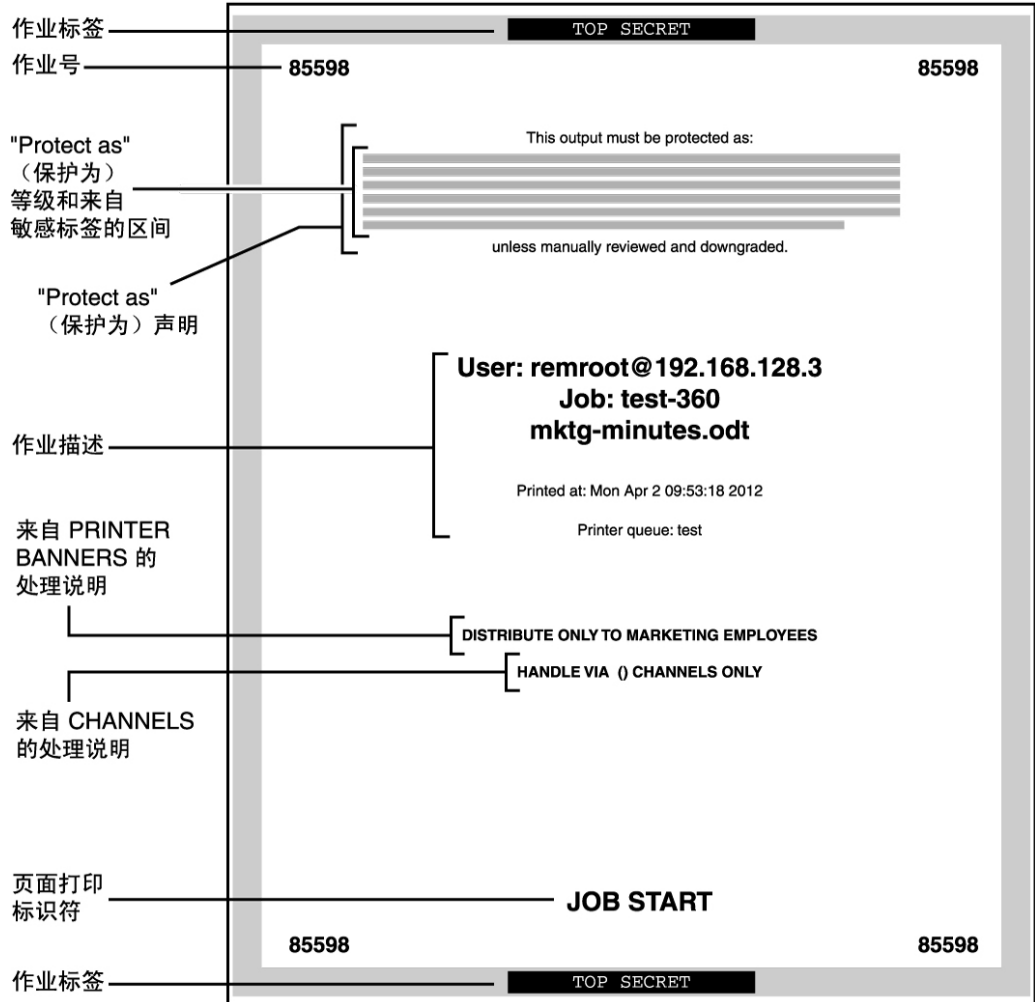 作业标签
TOP SECRET
作业号
85598
85598
"Protect as"
（保护为）
等级和来自
敏感标签的区间
This output must be protected as:
unless manually reviewed and downgraded.
"Protect as"
（保护为）声明
User: remroot@192.168.128.3
Job: test-360
mktg-minutes.odt
作业描述
Printed at: Mon Apr 2 09:53:18 2012
Printer queue: test
来自 PRINTER
BANNERS 的
处理说明
DISTRIBUTE ONLY TO MARKETING EMPLOYEES
HANDLE VIA () CHANNELS ONLY
来自 CHANNELS
的处理说明
页面打印
标识符
JOB START
85598
85598
作业标签
TOP SECRET